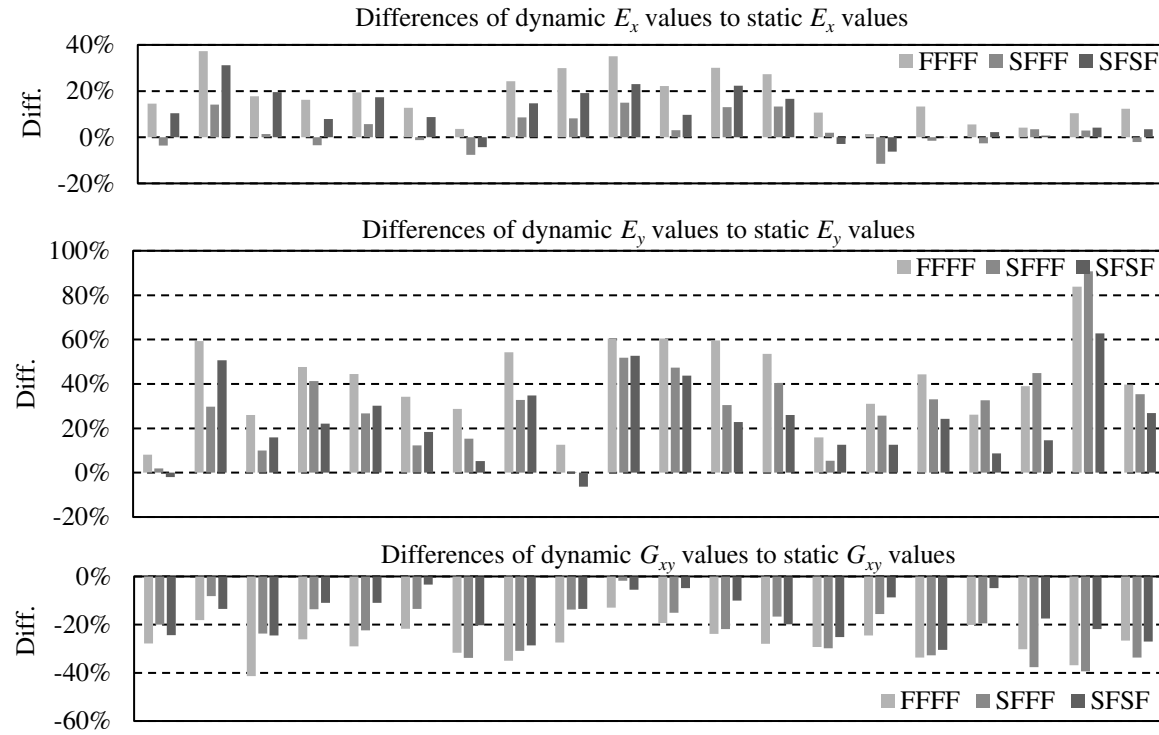 Differences of dynamic Ex values to static Ex values
40%
FFFF SFFF SFSF
20%
Diff.
0%
-20%
Differences of dynamic Ey values to static Ey values
100%
FFFF SFFF SFSF
80%
60%
Diff.
40%
20%
0%
-20%
Differences of dynamic Gxy values to static Gxy values
0%
Diff.
-20%
-40%
FFFF SFFF SFSF
-60%